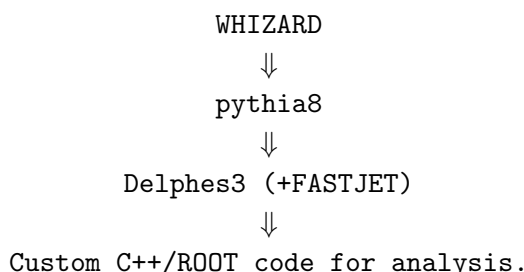 WHIZARD
⇓
pythia8
⇓
Delphes3 (+FASTJET)
⇓
Custom C++/ROOT code for analysis.